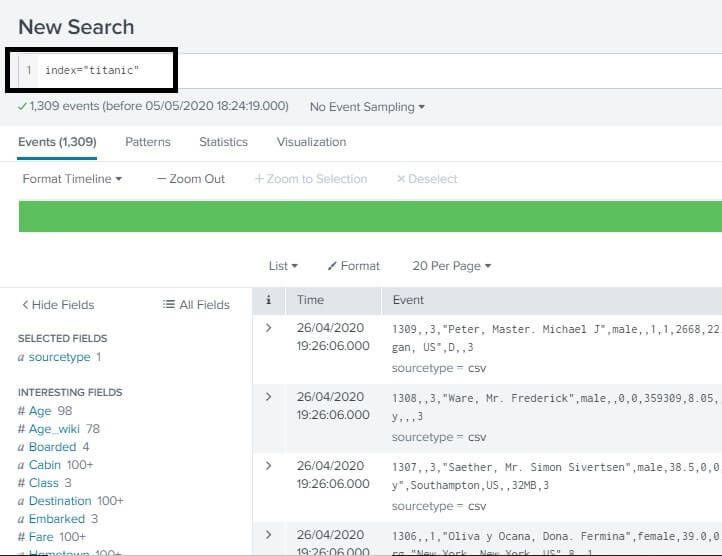 New Search
1 index="titanic"
✓ 1,309 events (before 05/05/2020 18:24:19.000) No Event Sampling ▾
Events (1,309) Patterns Statistics Visualization
Format Timeline ▾ — Zoom Out + Zoom to Selection × Deselect
List ▾ Format 20 Per Page ▾
< Hide Fields All Fields
i Time Event
SELECTED FIELDS
a sourcetype 1
INTERESTING FIELDS
# Age 98
# Age_wiki 78
a Boarded 4
a Cabin 100+
# Class 3
a Destination 100+
a Embarked 3
# Fare 100+
a Hometown 100+
> 26/04/2020 1309,,3,"Peter, Master. Michael J",male,,1,1,2668,22
19:26:06.000 gan, US",D,,3
sourcetype = csv
> 26/04/2020 1308,,3,"Ware, Mr. Frederick",male,,0,0,359309,8.05,,
19:26:06.000 y,,,3
sourcetype = csv
> 26/04/2020 1307,,3,"Saether, Mr. Simon Sivertsen",male,38.5,0,0
19:26:06.000 y",Southampton,US,,32MB,3
sourcetype = csv
> 26/04/2020 1306,,1,"Oliva y Ocana, Dona. Fermina",female,39.0,0
19:26:06.000 rg,"New York, New York, US",8,,1